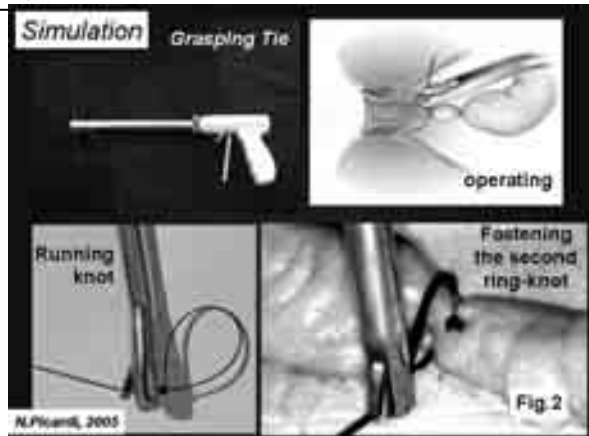 Simulation
Grasping Tie
operating
Running
knot
Fastening
the second
ring-knot
N.Picardi, 2005
Fig.2